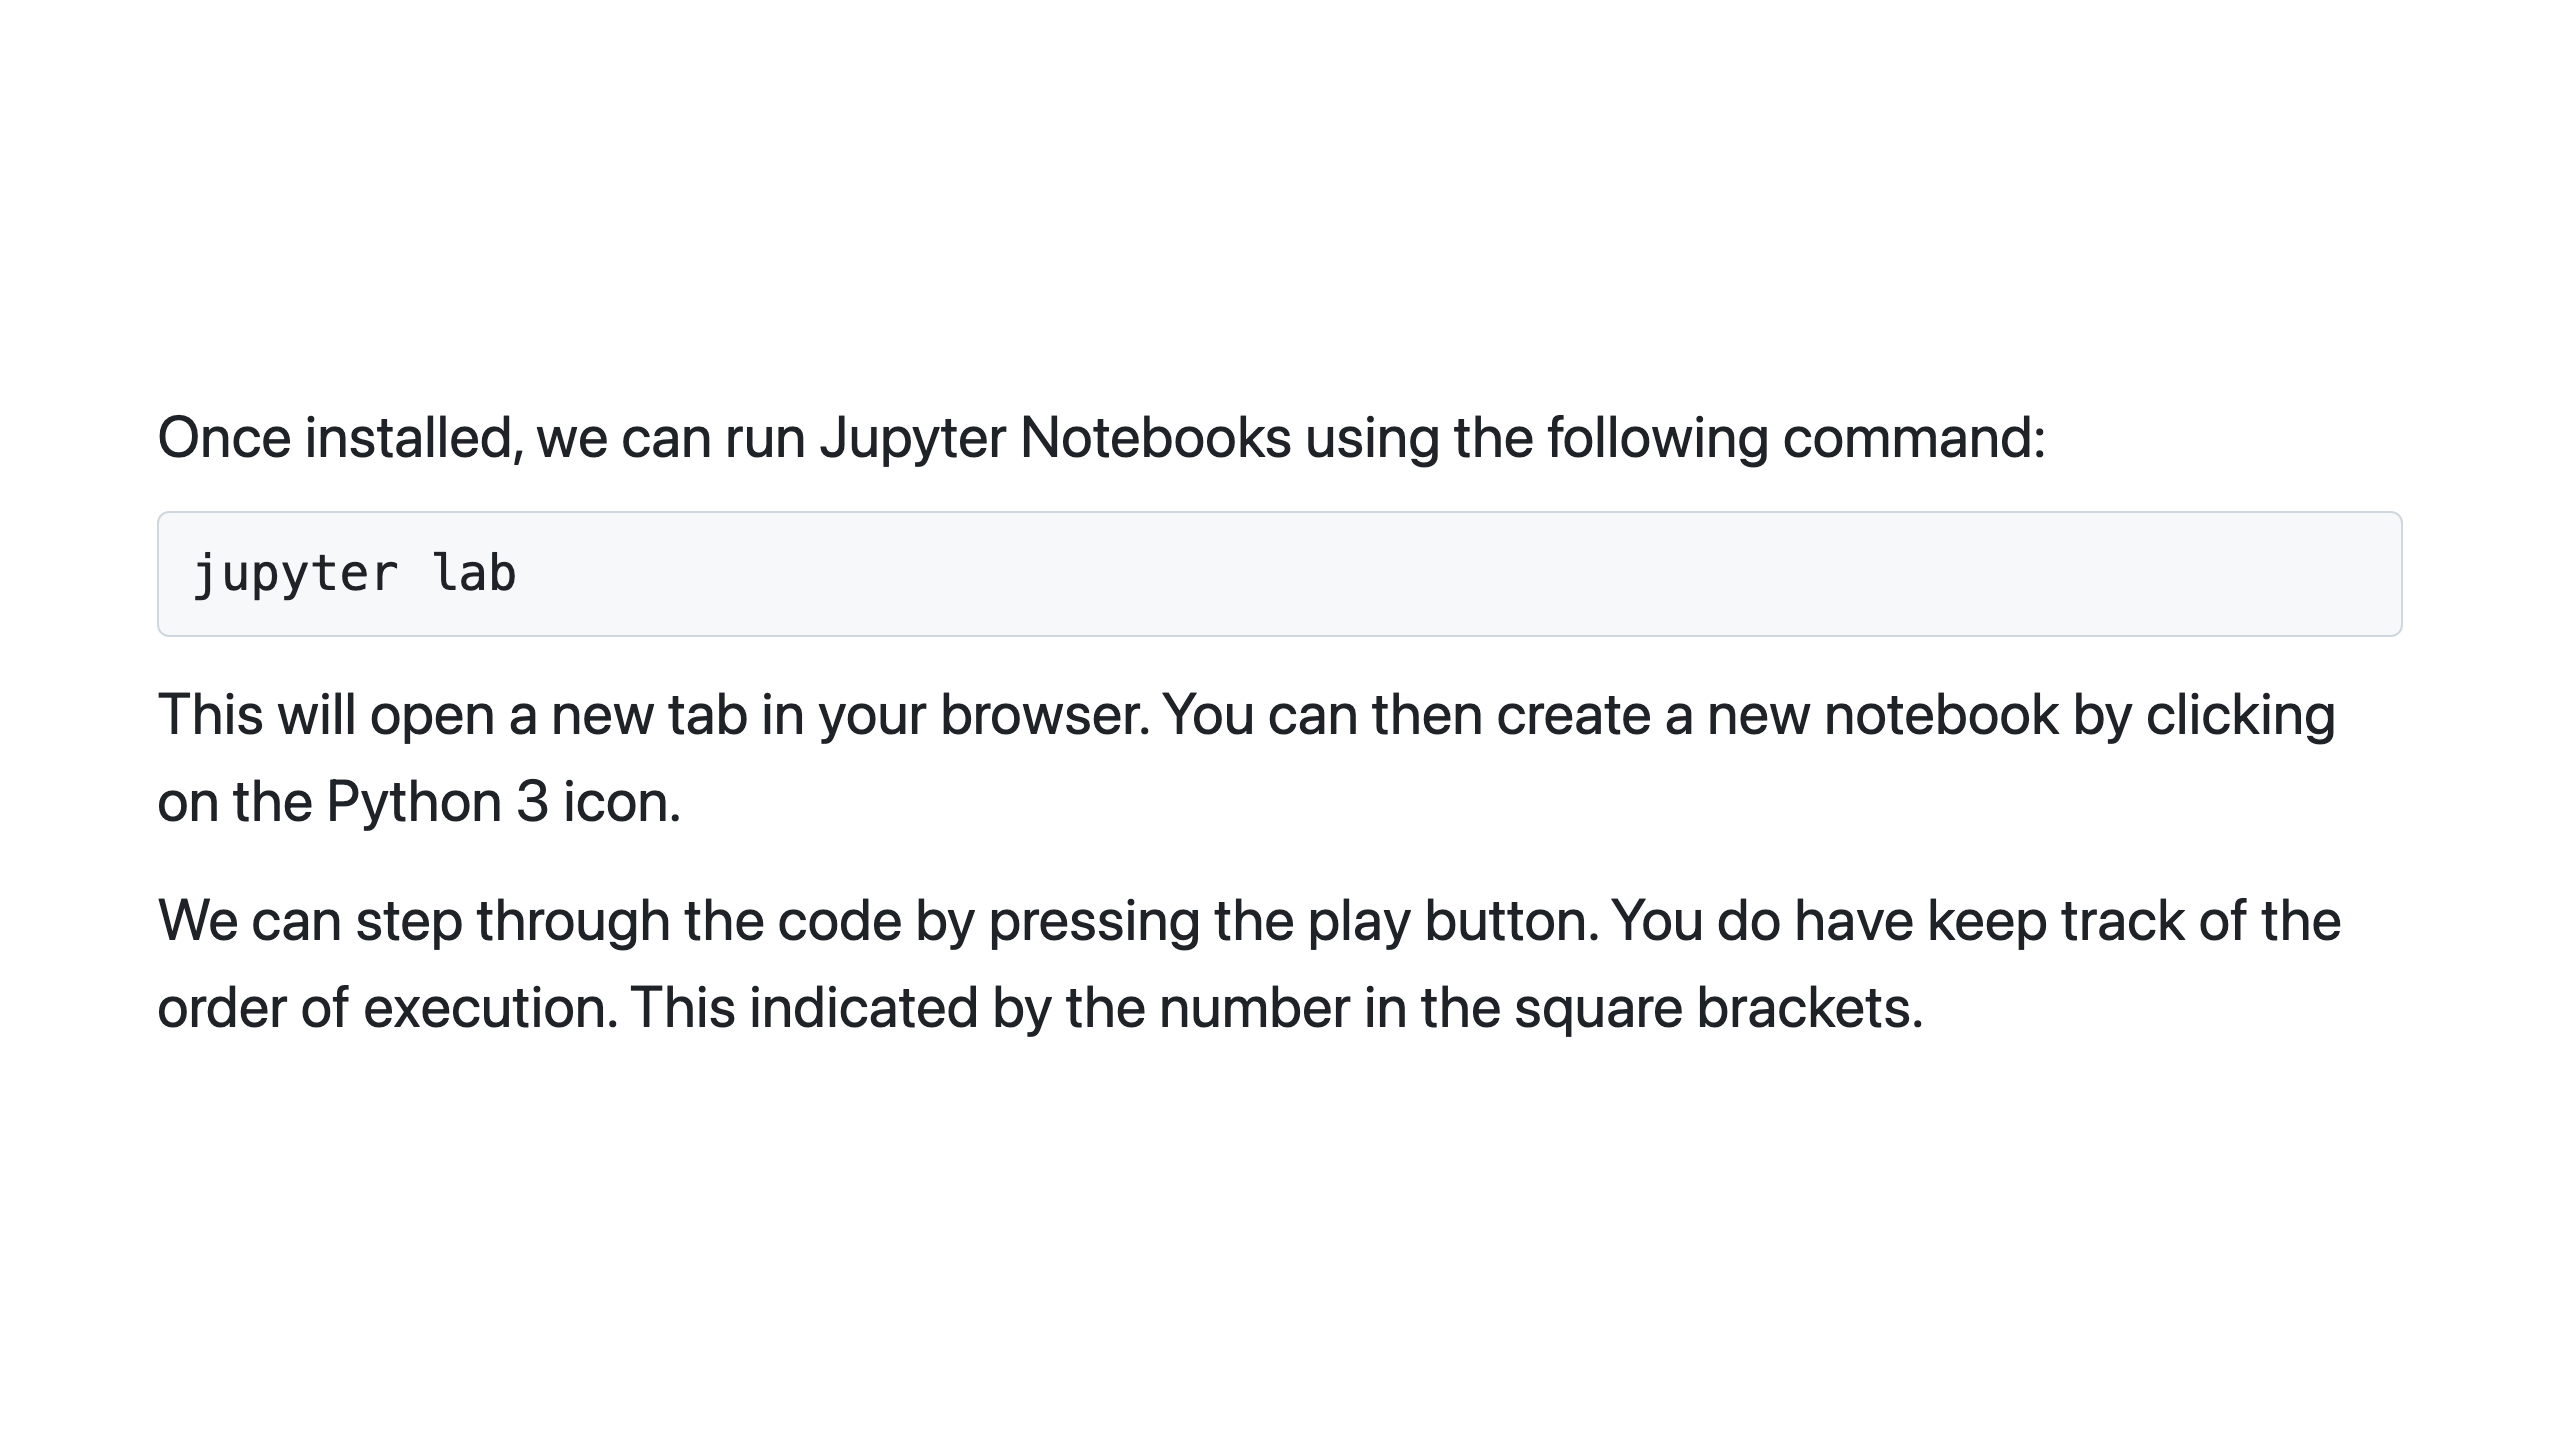 Once installed, we can run Jupyter Notebooks using the following command:
jupyter lab
This will open a new tab in your browser. You can then create a new notebook by clicking
on the Python 3 icon.
We can step through the code by pressing the play button. You do have keep track of the
order of execution. This indicated by the number in the square brackets.